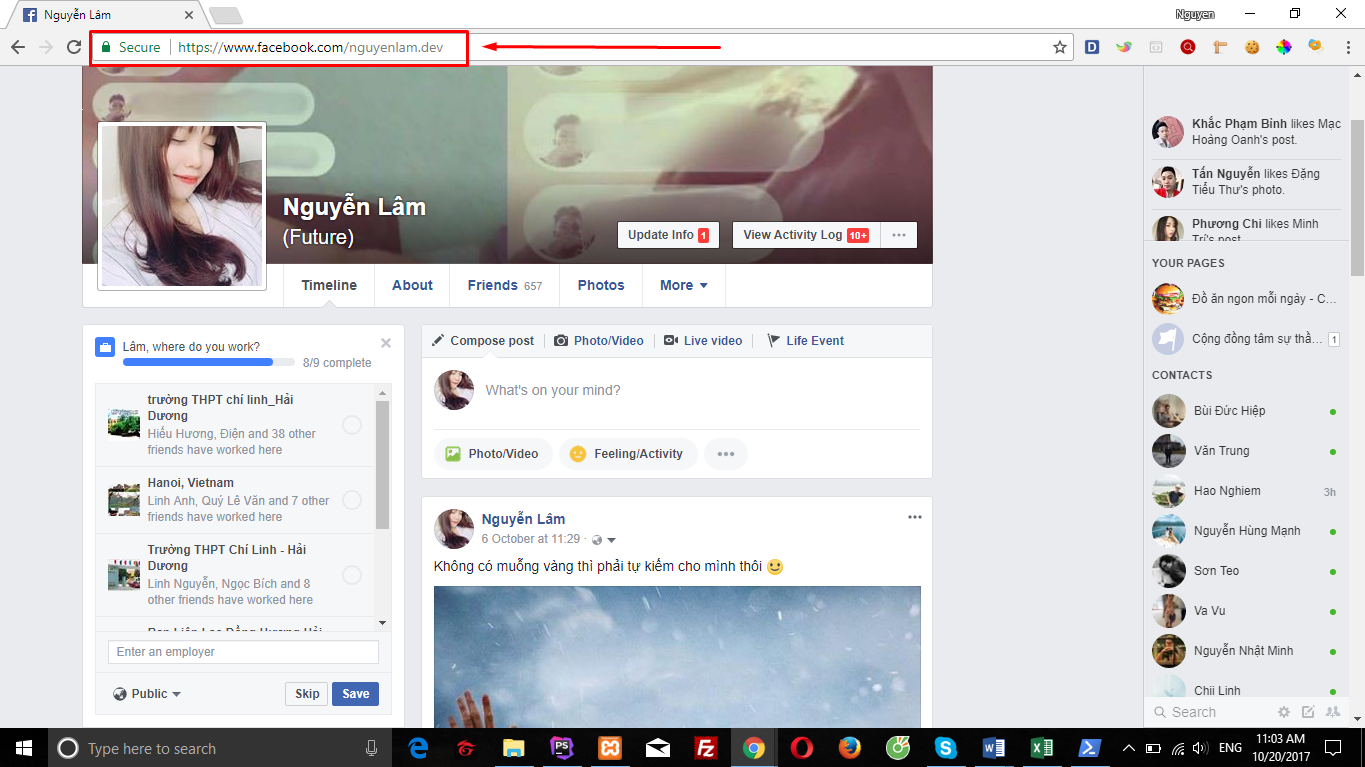 Nguyễn Lâm
Nguyen
Secure
https://www.facebook.com/nguyenlam.dev
D
Nguyễn Lâm
(Future)
Update Info 1
View Activity Log 10+
Timeline
About
Friends 657
Photos
More
Lâm, where do you work?
8/9 complete
trường THPT chí linh_Hải
Dương
Hiếu Hương, Điện and 38 other
friends have worked here
Hanoi, Vietnam
Linh Anh, Quý Lê Văn and 7 other
friends have worked here
Trường THPT Chí Linh - Hải
Dương
Linh Nguyễn, Ngọc Bích and 8
other friends have worked here
Ban Liên Lạc Đồng Hương Hải
Enter an employer
Public
Skip
Save
Compose post
Photo/Video
Live video
Life Event
What's on your mind?
Photo/Video
Feeling/Activity
Nguyễn Lâm
6 October at 11:29 ·
Không có muỗng vàng thì phải tự kiếm cho mình thôi
Khắc Phạm Bình likes Mạc
Hoàng Oanh's post.
Tấn Nguyễn likes Đặng
Tiểu Thư's photo.
Phương Chi likes Minh
Trí's post.
YOUR PAGES
Đồ ăn ngon mỗi ngày - C...
Cộng đồng tâm sự thầ... 1
CONTACTS
Bùi Đức Hiệp
Văn Trung
Hao Nghiem 3h
Nguyễn Hùng Mạnh
Sơn Teo
Va Vu
Nguyễn Nhật Minh
Chii Linh
Search
Type here to search
PS
Fz
ENG
11:03 AM
10/20/2017